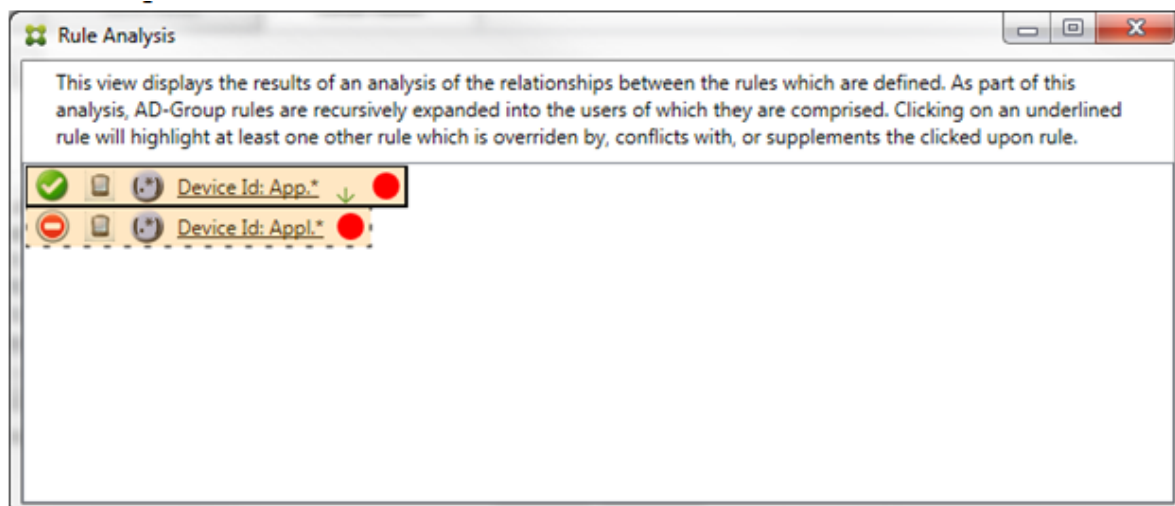 Rule Analysis
This view displays the results of an analysis of the relationships between the rules which are defined. As part of this
analysis, AD-Group rules are recursively expanded into the users of which they are comprised. Clicking on an underlined
rule will highlight at least one other rule which is overriden by, conflicts with, or supplements the clicked upon rule.
(.*) Device Id: App.*
(.*) Device Id: Appl.*